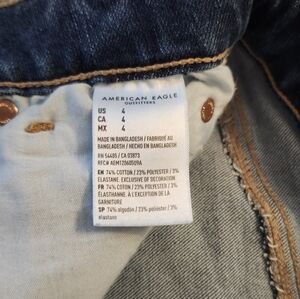 AMERICAN EAGLE
OUTFITTERS
US 4
CA 4
MX 4
MADE IN BANGLADESH / FABRIQUÉ AU
BANGLADESH / HECHO EN BANGLADESH
RN 54485 / CA 03873
EN 74% COTTON / 23% POLYESTER / 3%
ELASTANE. EXCLUSIVE OF DECORATION
FR 74% COTON / 23% POLYESTER / 3%
ÉLASTHANNE. À L'EXCEPTION DE LA
GARNITURE
SP 74% algodón / 23% poliéster / 3%
elastano